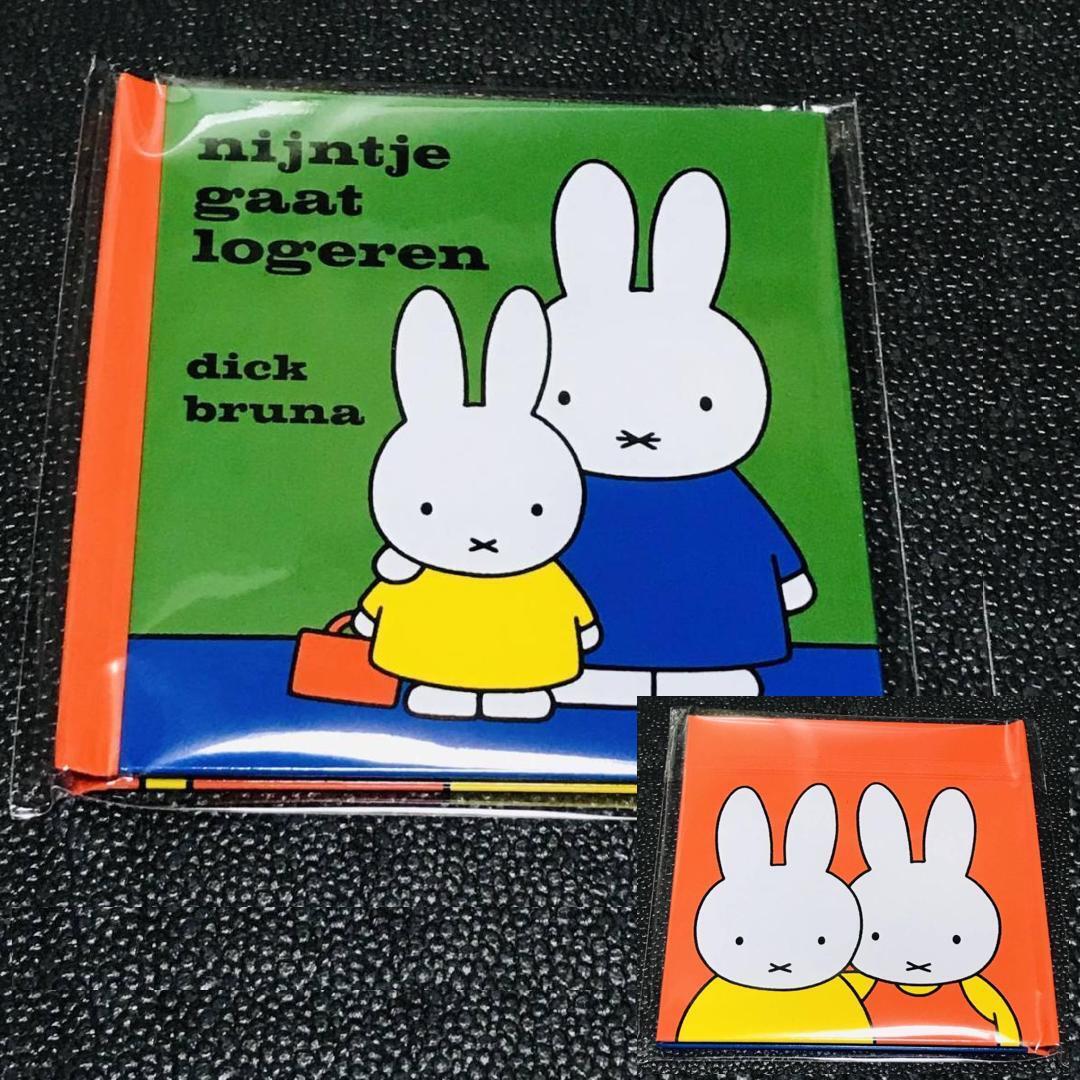 nijntje
gaat
logeren
dick
bruna